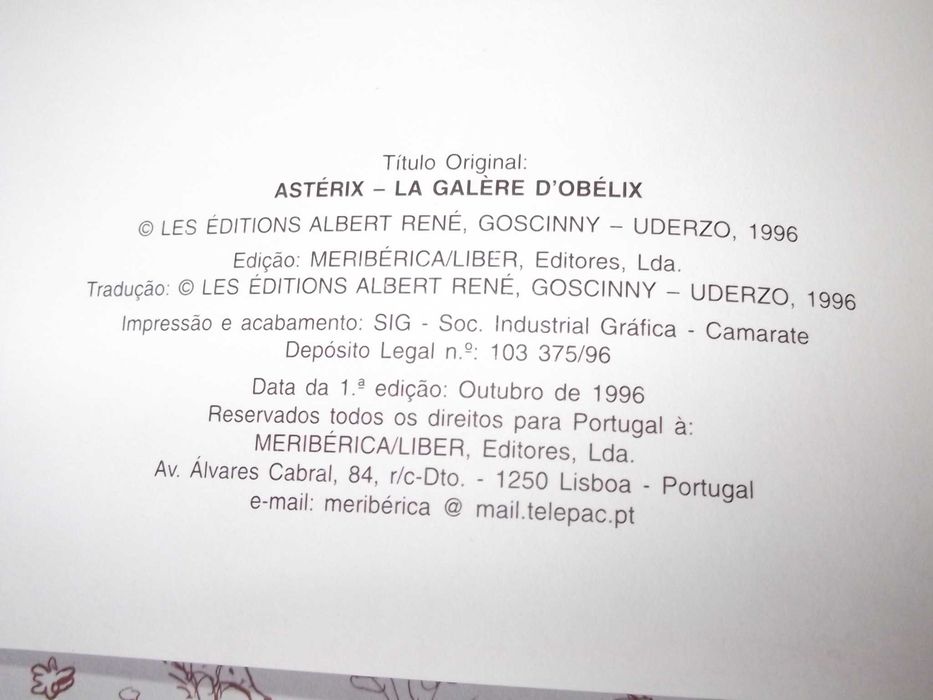 Título Original:
ASTÉRIX – LA GALÈRE D'OBÉLIX
© LES ÉDITIONS ALBERT RENÉ, GOSCINNY – UDERZO, 1996
Edição: MERIBÉRICA/LIBER, Editores, Lda.
Tradução: © LES ÉDITIONS ALBERT RENÉ, GOSCINNY – UDERZO, 1996
Impressão e acabamento: SIG - Soc. Industrial Gráfica - Camarate
Depósito Legal n.º: 103 375/96
Data da 1.ª edição: Outubro de 1996
Reservados todos os direitos para Portugal à:
MERIBÉRICA/LIBER, Editores, Lda.
Av. Álvares Cabral, 84, r/c-Dto. - 1250 Lisboa - Portugal
e-mail: meribérica @ mail.telepac.pt